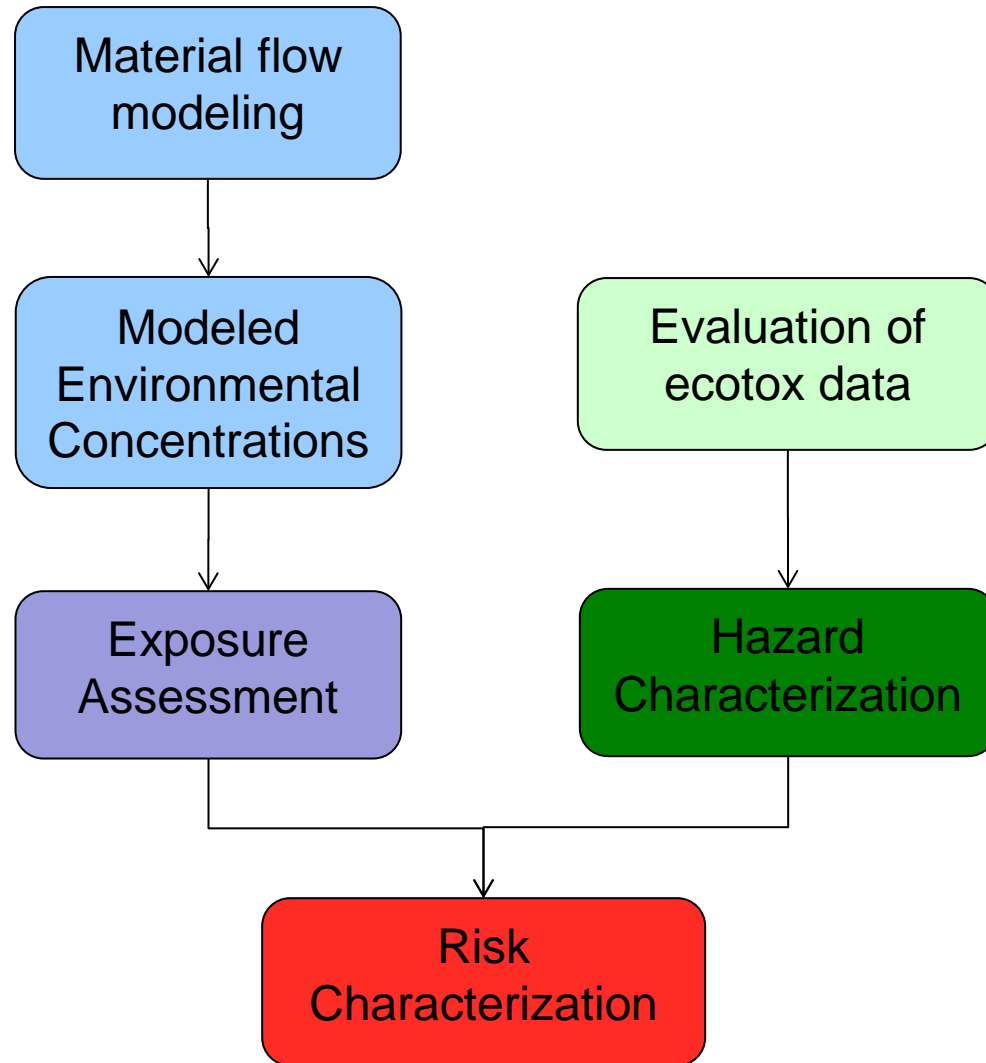 Material flow
modeling
Modeled
Environmental
Concentrations
Evaluation of
ecotox data
Exposure
Assessment
Hazard
Characterization
Risk
Characterization